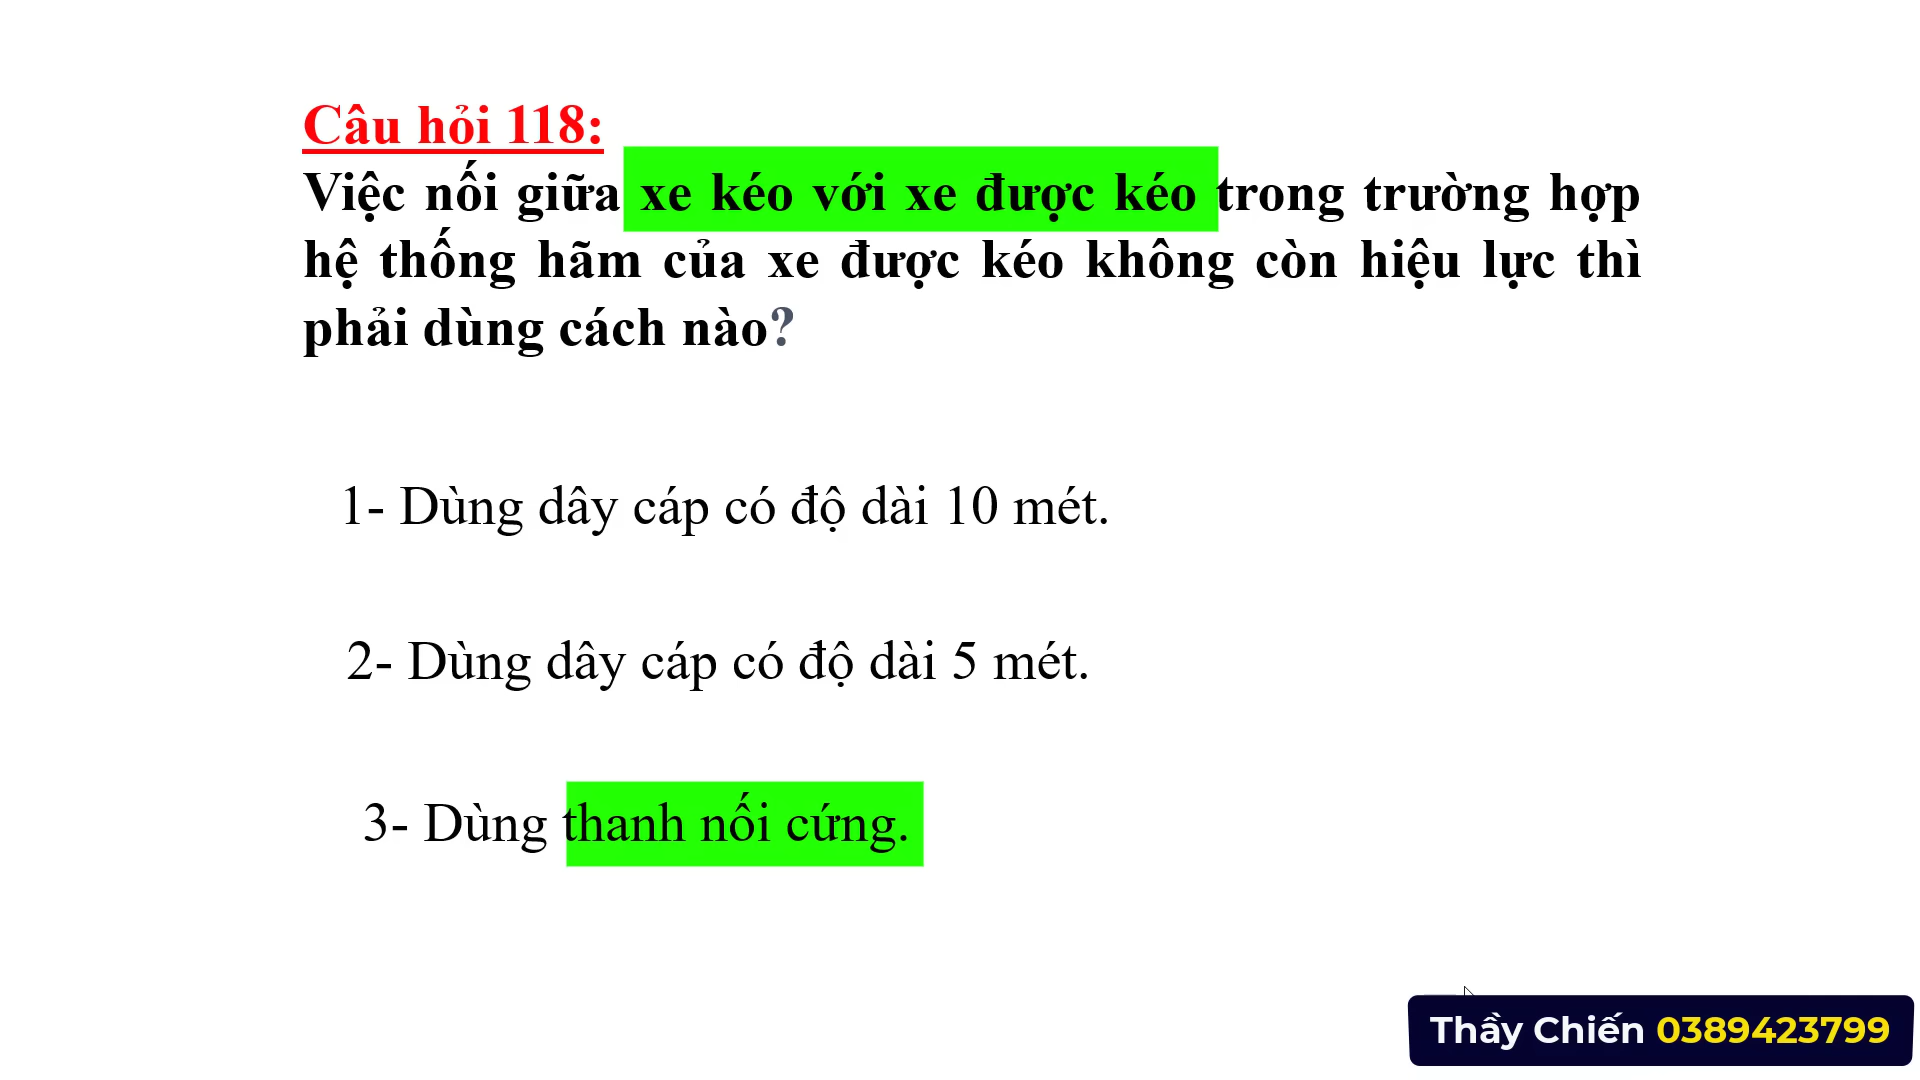 Câu hỏi 118:
Việc nối giữa xe kéo với xe được kéo trong trường hợp
hệ thống hãm của xe được kéo không còn hiệu lực thì
phải dùng cách nào?
1- Dùng dây cáp có độ dài 10 mét.
2- Dùng dây cáp có độ dài 5 mét.
3- Dùng thanh nối cứng.
Thầy Chiến 0389423799